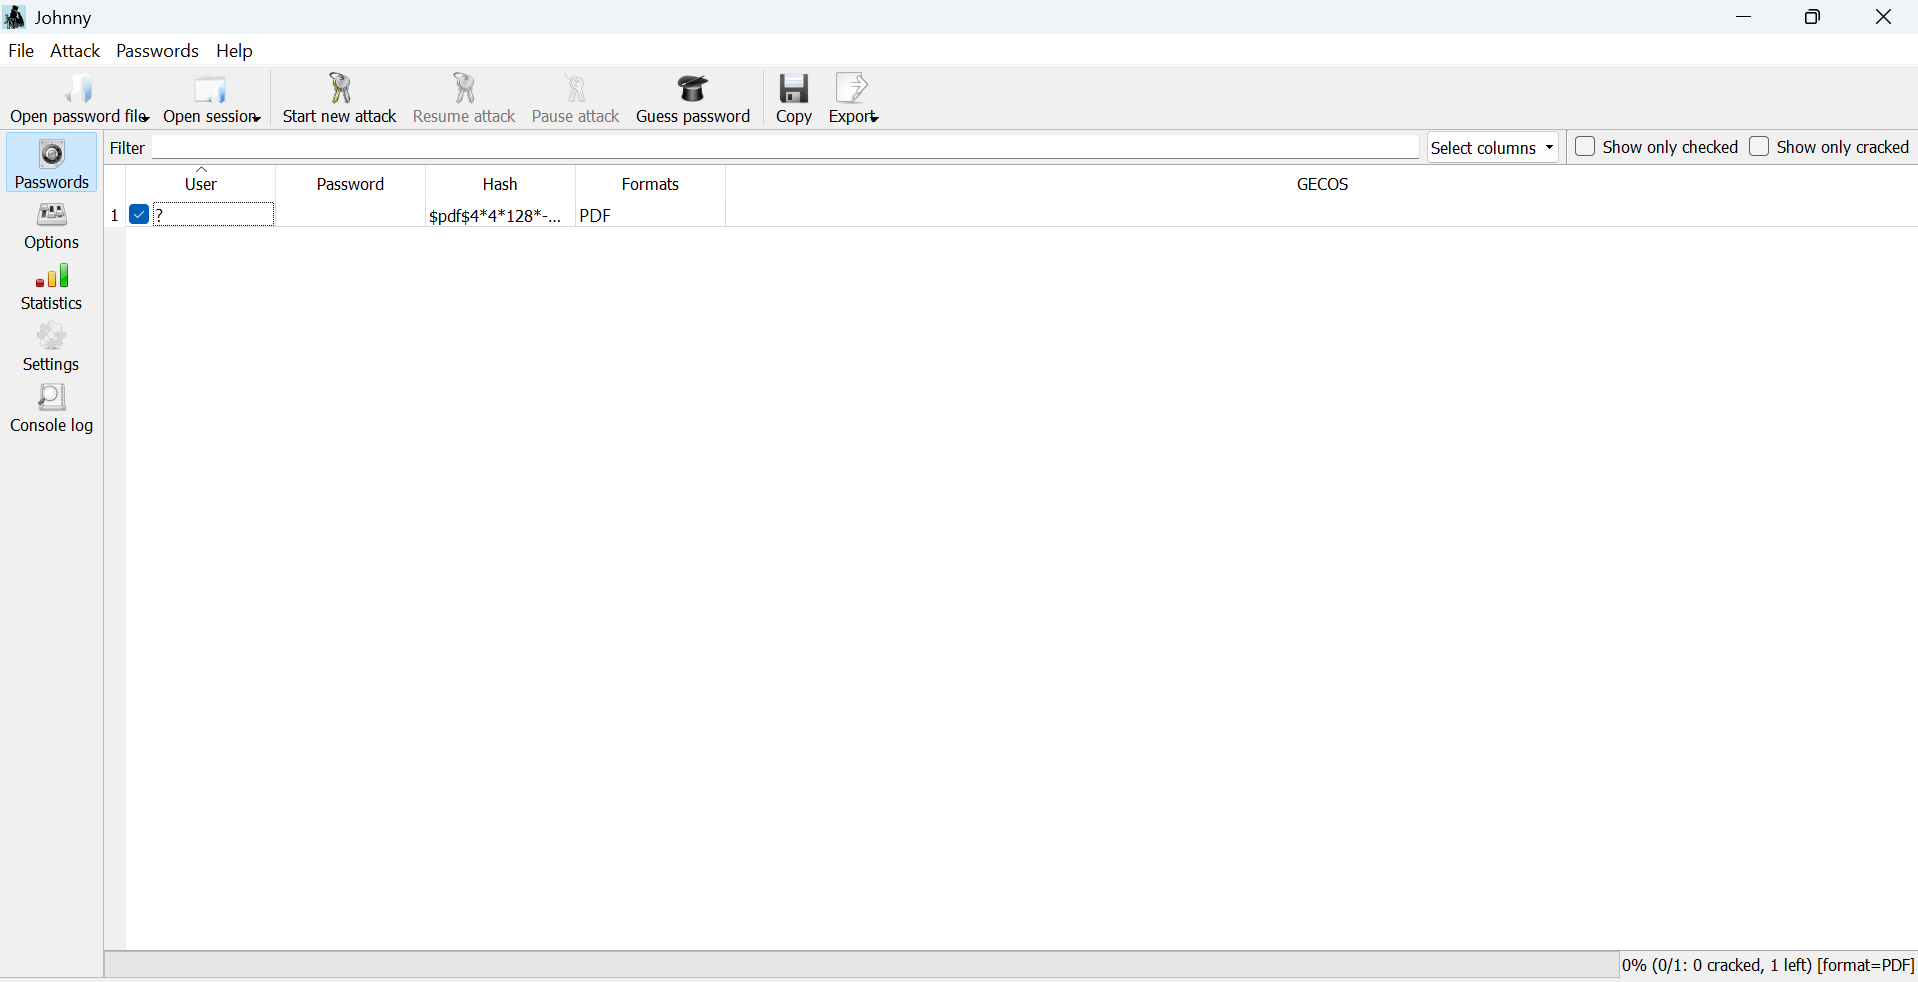 Johnny
File Attack Passwords Help
Open password file Open session Start new attack Resume attack Pause attack Guess password Copy Export
Passwords
Options
Statistics
Settings
Console log
Filter Select columns Show only checked Show only cracked
User Password Hash Formats GECOS
1 ? $pdf$4*4*128*-... PDF
0% (0/1: 0 cracked, 1 left) [format=PDF]